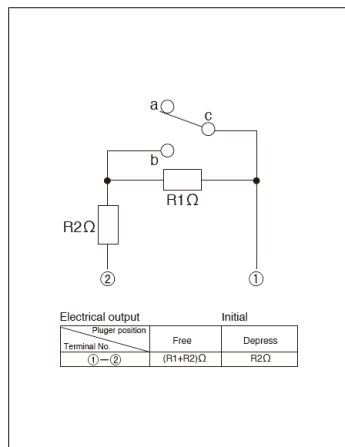 a
c
b
R1Ω
R2Ω
② ①
Electrical output Initial
Pluger position
Terminal No.
Free Depress
①－② (R1+R2)Ω R2Ω